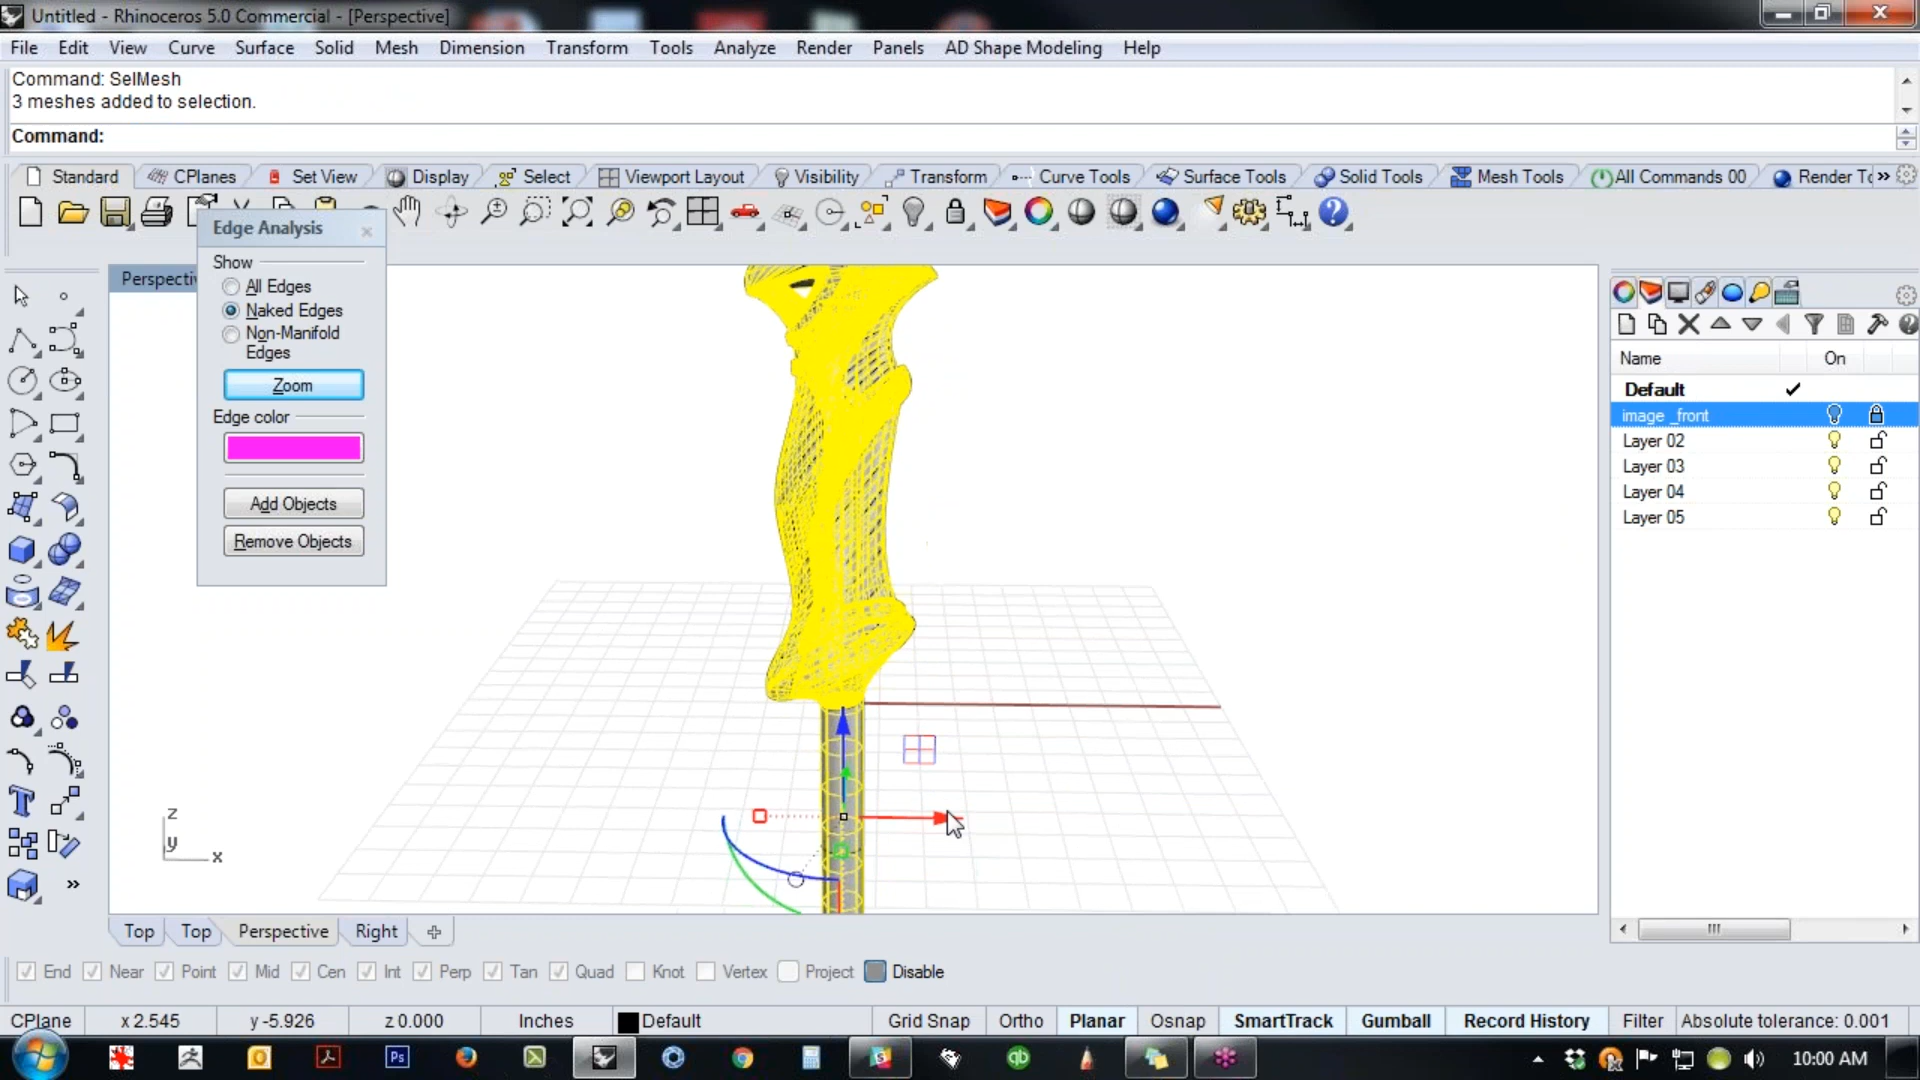 Untitled - Rhinoceros 5.0 Commercial - [Perspective]
File Edit View Curve Surface Solid Mesh Dimension Transform Tools Analyze Render Panels AD Shape Modeling Help
Command: SelMesh
3 meshes added to selection.
Command:
Standard CPlanes Set View Display Select Viewport Layout Visibility Transform Curve Tools Surface Tools Solid Tools Mesh Tools All Commands 00 Render To »
Edge Analysis
Show
All Edges
Naked Edges
Non-Manifold
Edges
Zoom
Edge color
Add Objects
Remove Objects
Perspectiv
Name On
Default
image _front
Layer 02
Layer 03
Layer 04
Layer 05
z
y
x
»
Top Top Perspective Right
End Near Point Mid Cen Int Perp Tan Quad Knot Vertex Project Disable
CPlane x 2.545 y -5.926 z 0.000 Inches Default Grid Snap Ortho Planar Osnap SmartTrack Gumball Record History Filter Absolute tolerance: 0.001
Ps
qb
10:00 AM